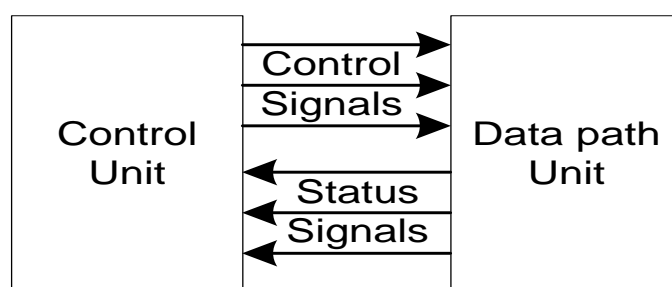 Control
Unit
Control
Signals
Status
Signals
Data path
Unit